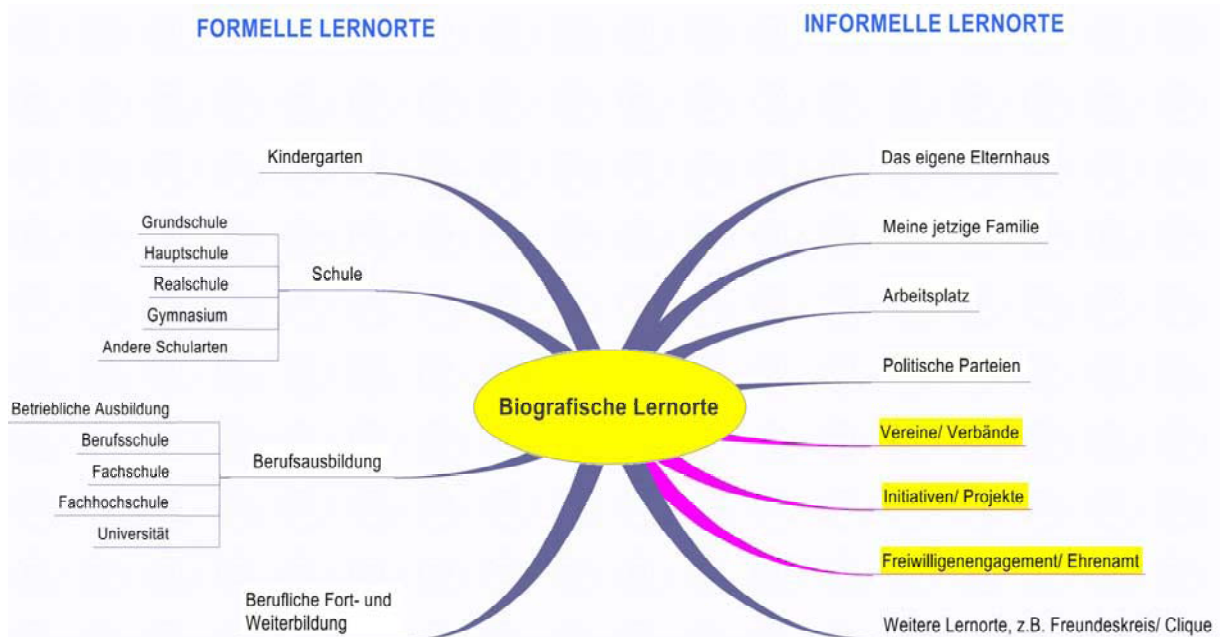 FORMELLE LERNORTE
INFORMELLE LERNORTE
Kindergarten
Grundschule
Hauptschule
Realschule
Gymnasium
Andere Schularten
Schule
Betriebliche Ausbildung
Berufsschule
Fachschule
Fachhochschule
Universität
Berufsausbildung
Berufliche Fort- und
Weiterbildung
Biografische Lernorte
Das eigene Elternhaus
Meine jetzige Familie
Arbeitsplatz
Politische Parteien
Vereine/ Verbände
Initiativen/ Projekte
Freiwilligenengagement/ Ehrenamt
Weitere Lernorte, z.B. Freundeskreis/ Clique